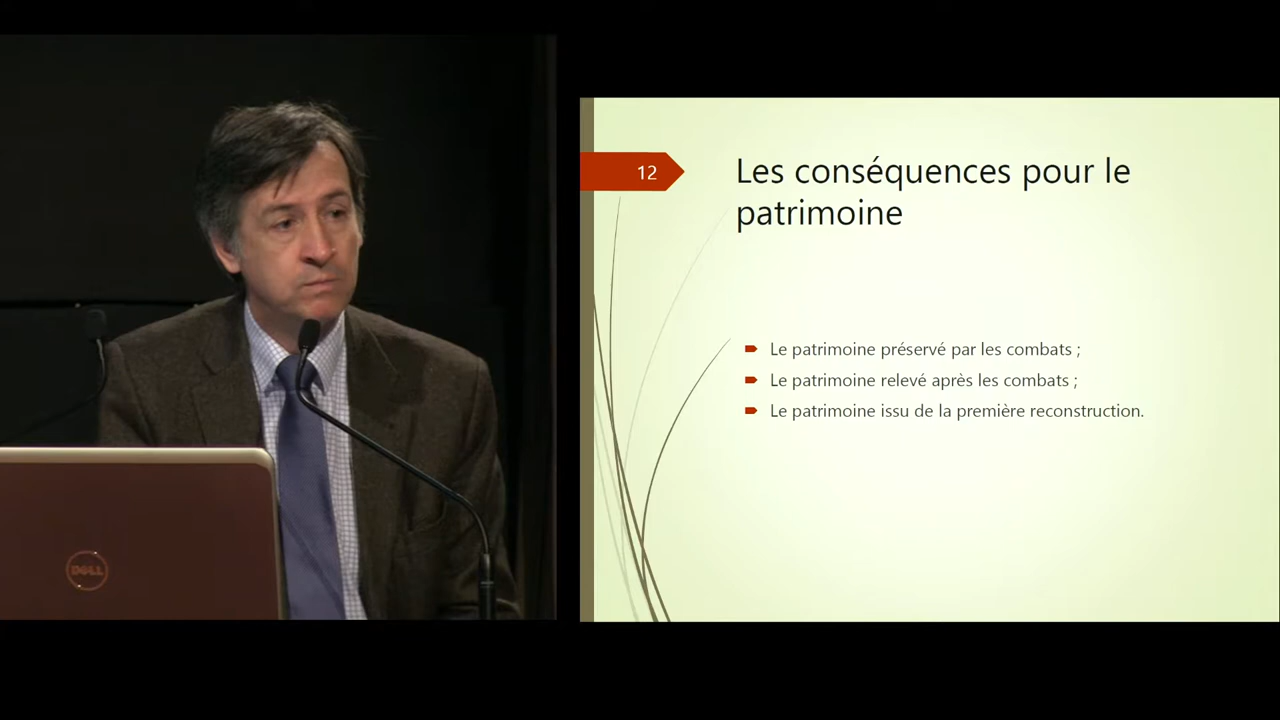 12
Les conséquences pour le
patrimoine
Le patrimoine préservé par les combats ;
Le patrimoine relevé après les combats ;
Le patrimoine issu de la première reconstruction.
DELL